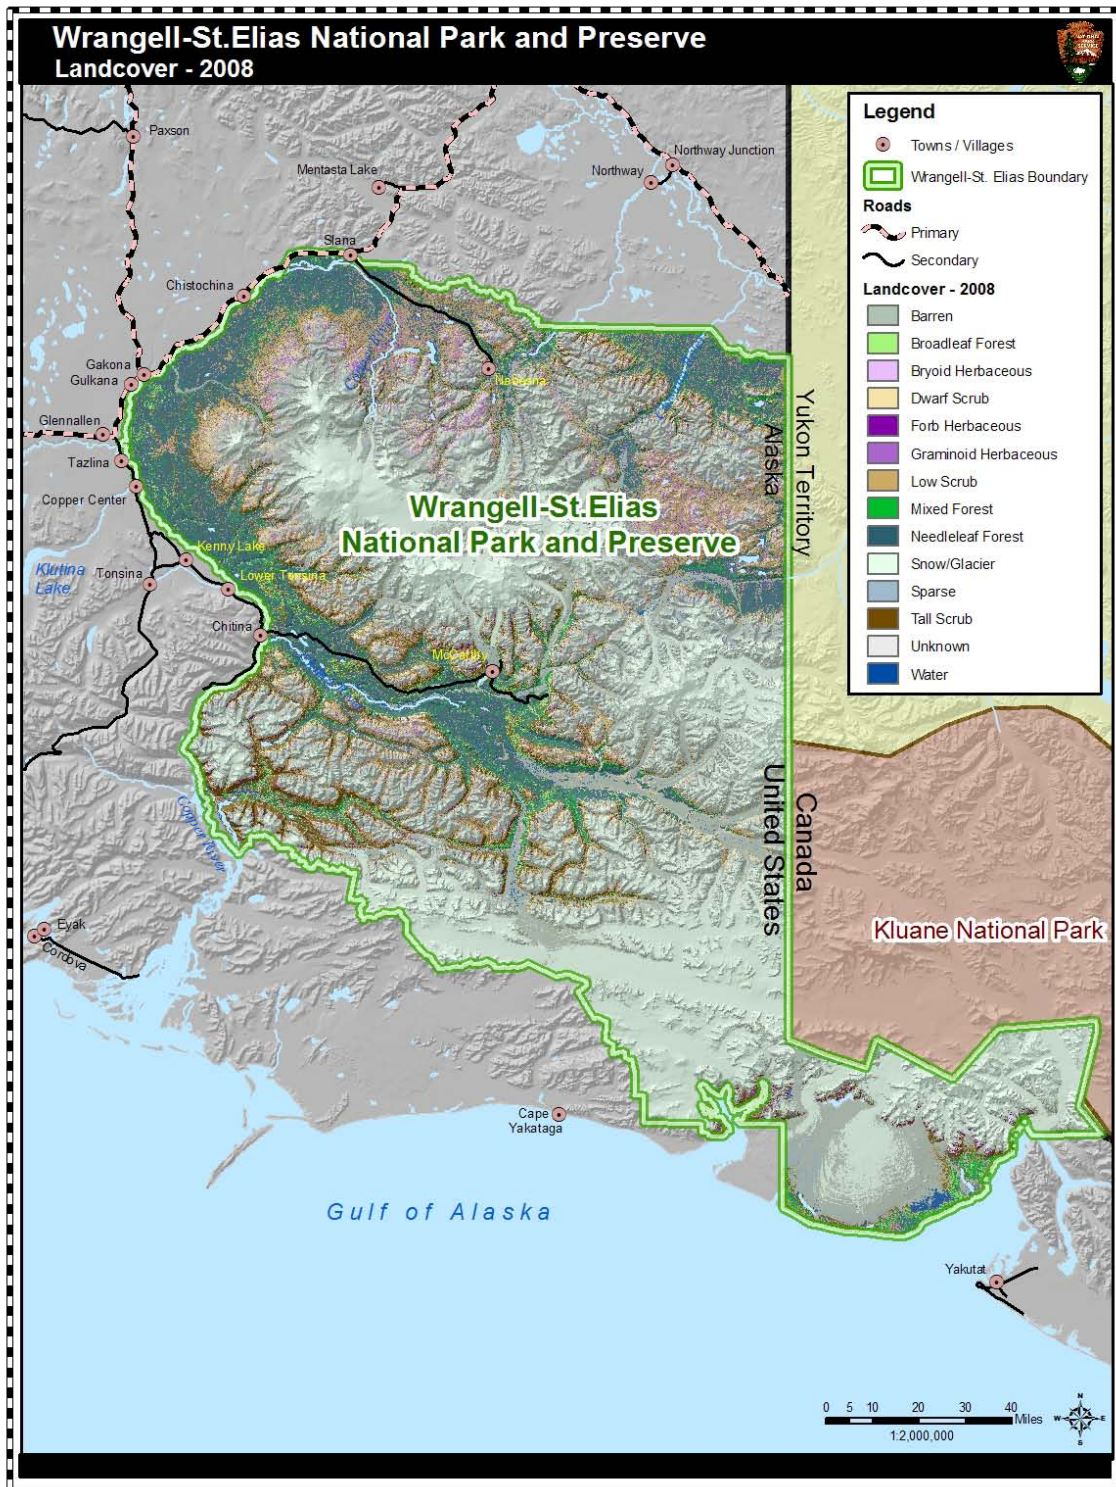 Wrangell-St.Elias National Park and Preserve
Landcover - 2008
Legend
Towns / Villages
Wrangell-St. Elias Boundary
Roads
Primary
Secondary
Landcover - 2008
Barren
Broadleaf Forest
Bryoid Herbaceous
Dwarf Scrub
Forb Herbaceous
Graminoid Herbaceous
Low Scrub
Mixed Forest
Needleleaf Forest
Snow/Glacier
Sparse
Tall Scrub
Unknown
Water
Paxson
Mentasta Lake
Northway Junction
Northway
Slana
Chistochina
Gakona
Gulkana
Nabesna
Glennallen
Tazlina
Copper Center
Yukon Territory
Alaska
Wrangell-St.Elias
National Park and Preserve
Kenny Lake
Klutina
Lake
Tonsina
Lower Tonsina
Chitina
McCarthy
United States
Canada
Copper River
Eyak
Cordova
Kluane National Park
Cape
Yakataga
Gulf of Alaska
Yakutat
0 5 10 20 30 40
Miles
1:2,000,000
N
W
E
S